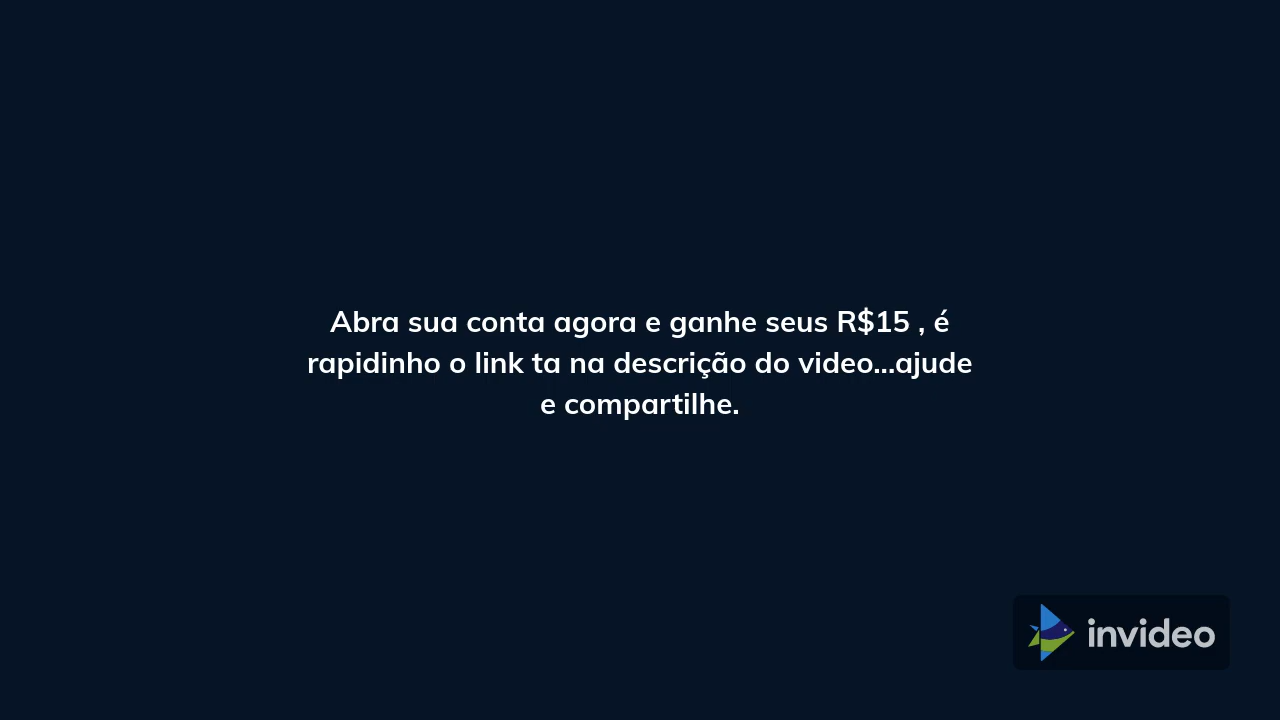 Abra sua conta agora e ganhe seus R$15 , é
rapidinho o link ta na descrição do video...ajude
e compartilhe.
invideo